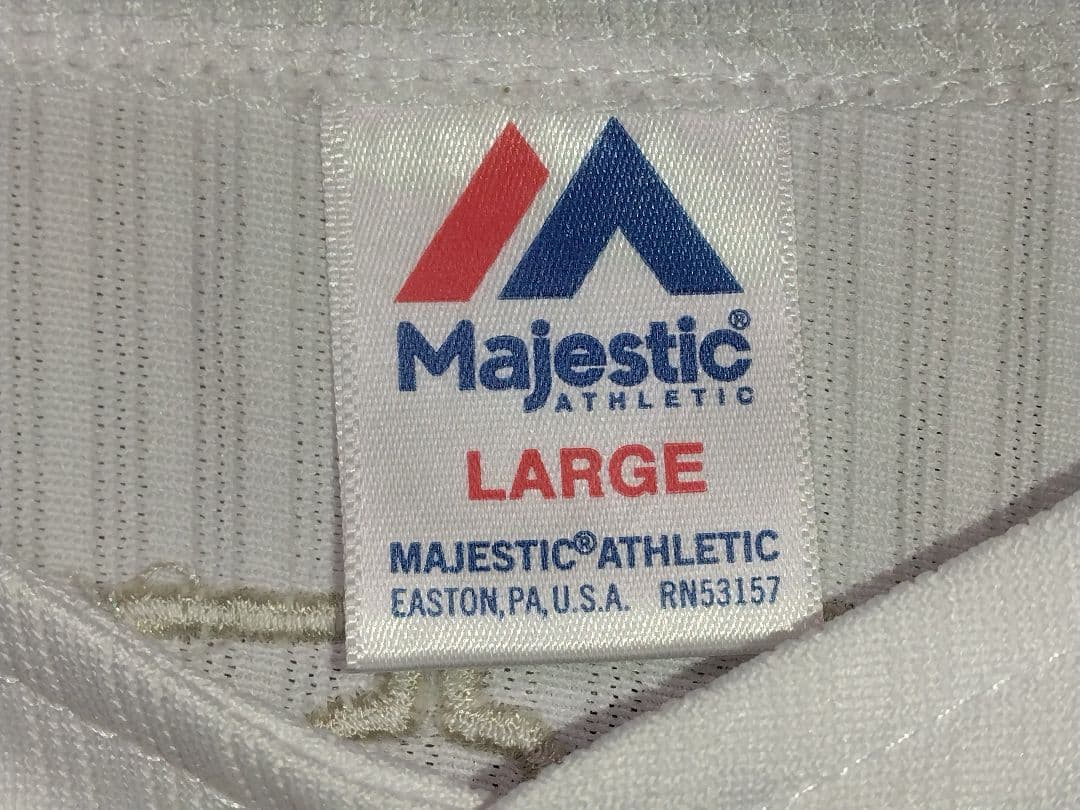 Majestic®
ATHLETIC
LARGE
MAJESTIC® ATHLETIC
EASTON, PA, U.S.A. RN53157